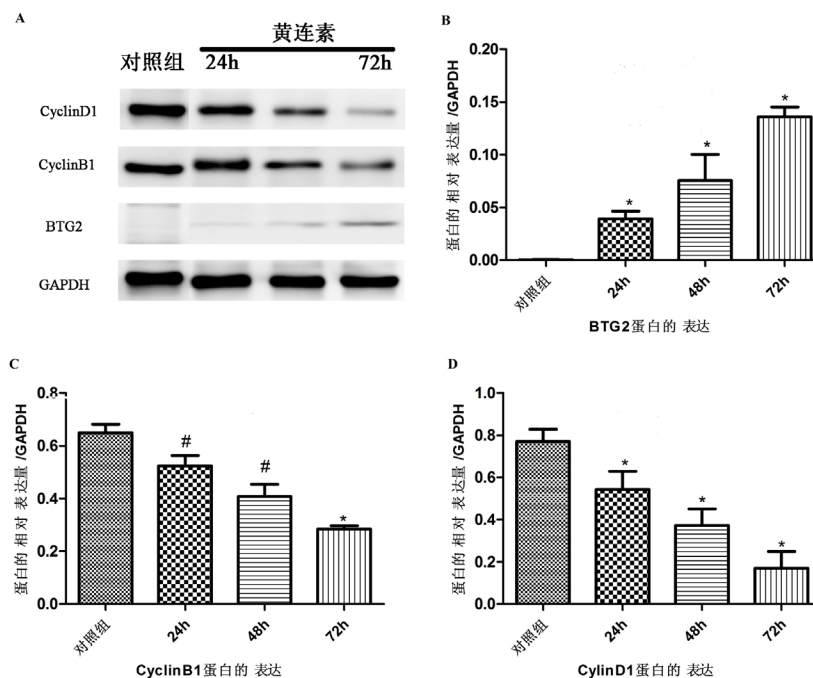 A
黄连素
对照组 24h 72h
CyclinD1
CyclinB1
BTG2
GAPDH
B
蛋白的 相对 表达量 /GAPDH
0.20
0.15
0.10
0.05
0.00
* * *
对照组 24h 48h 72h
BTG2蛋白的 表达
C
蛋白的 相对 表达量 /GAPDH
0.8
0.6
0.4
0.2
0.0
# # *
对照组 24h 48h 72h
CyclinB1蛋白的 表达
D
蛋白的 相对 表达量 /GAPDH
1.0
0.8
0.6
0.4
0.2
0.0
* * *
对照组 24h 48h 72h
CylinD1蛋白的 表达